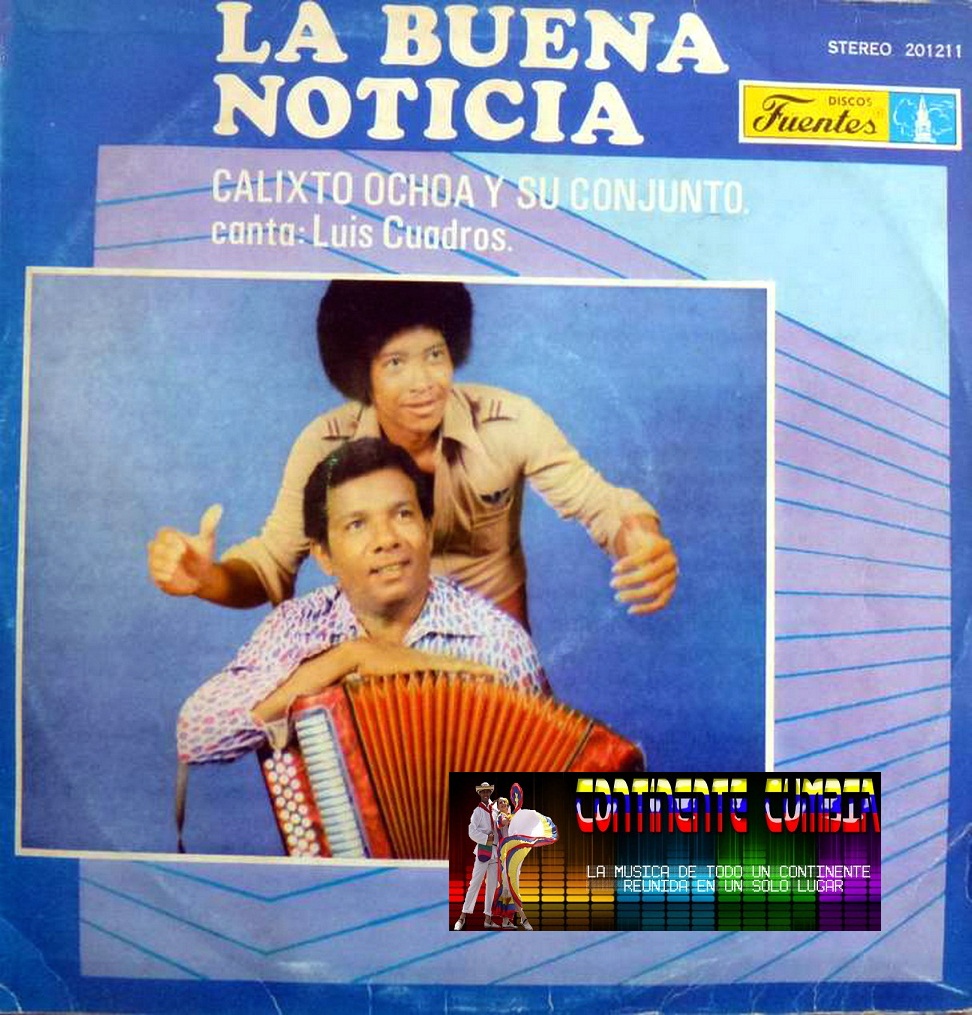 LA BUENA
NOTICIA
STEREO 201211
DISCOS
Fuentes
CALIXTO OCHOA Y SU CONJUNTO.
canta: Luis Cuadros.
CONTINENTE CUMBIA
LA MUSICA DE TODO UN CONTINENTE
REUNIDA EN UN SOLO LUGAR